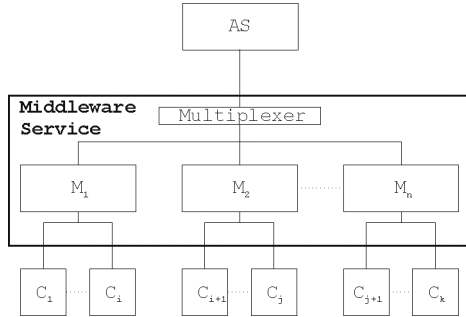 AS
Middleware
Service
Multiplexer
M₁ M₂ Mₙ
C₁ Cᵢ Cᵢ₊₁ Cⱼ Cⱼ₊₁ Cₖ